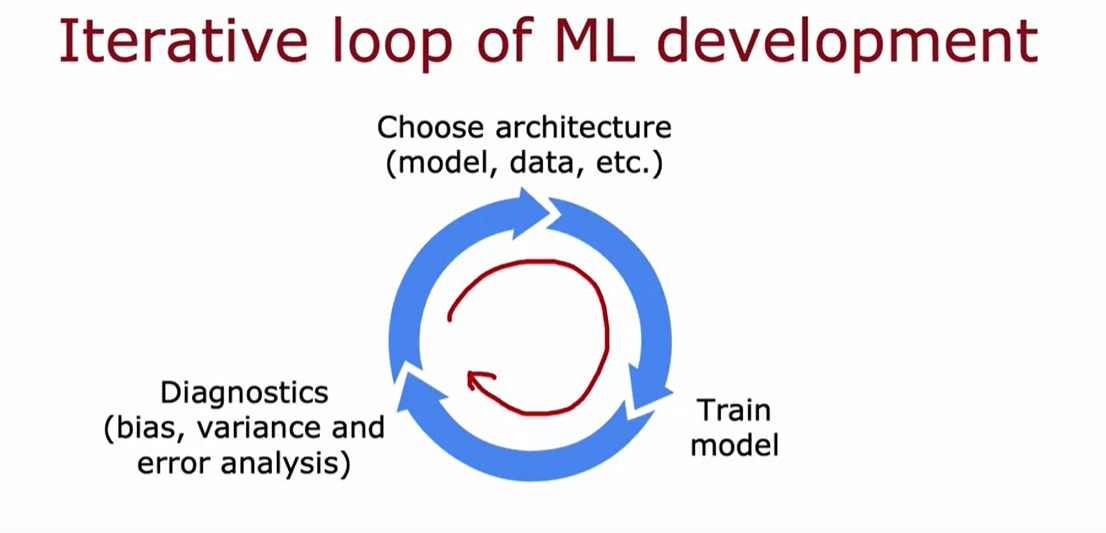 Iterative loop of ML development
Choose architecture
(model, data, etc.)
Diagnostics
(bias, variance and
error analysis)
Train
model